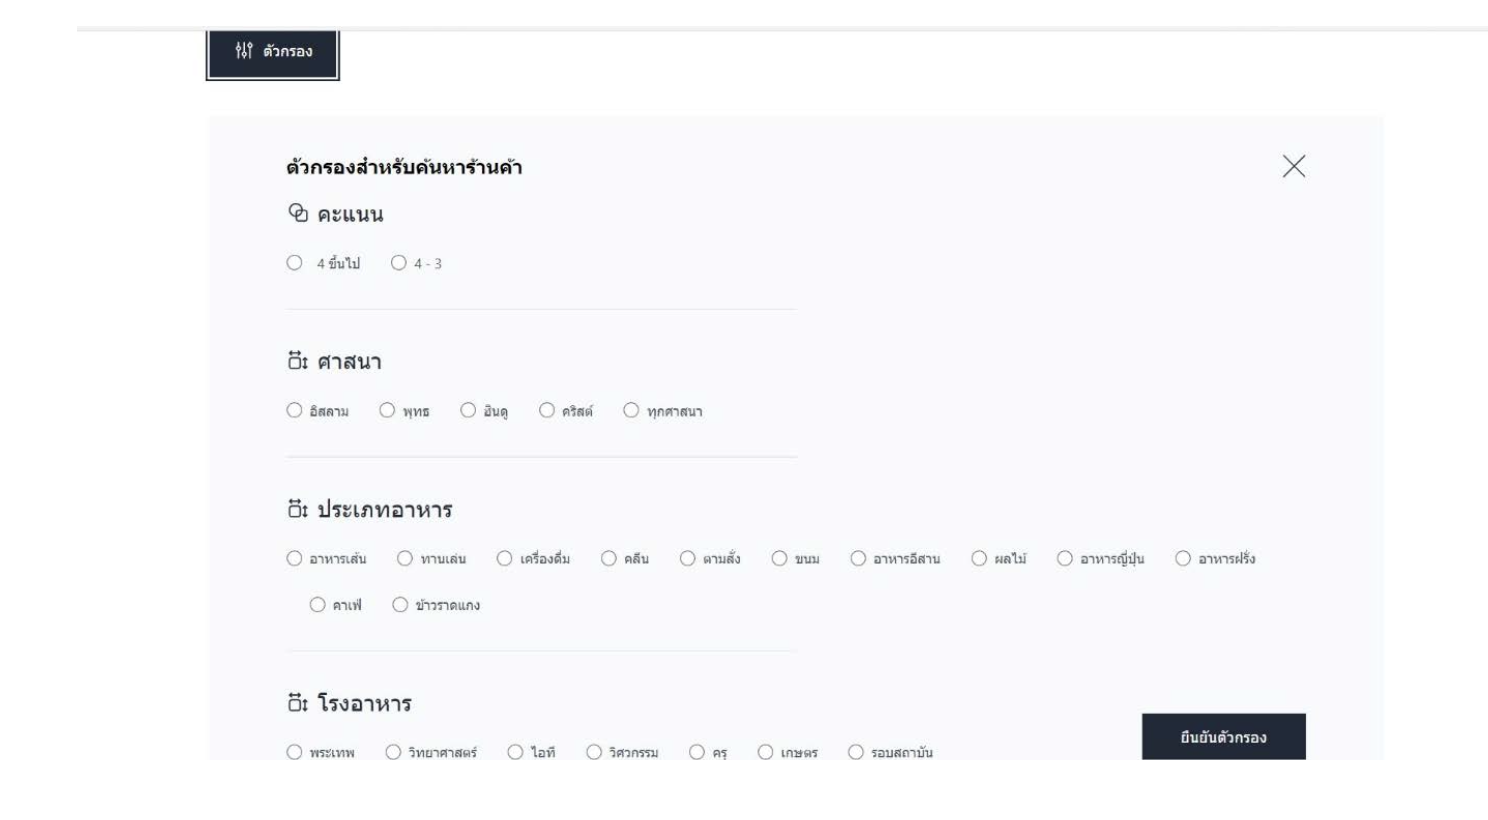 ตัวกรอง
ตัวกรองสำหรับค้นหาร้านค้า
คะแนน
4 ขึ้นไป 4 - 3
ศาสนา
อิสลาม พุทธ ฮินดู คริสต์ ทุกศาสนา
ประเภทอาหาร
อาหารเส้น ทานเล่น เครื่องดื่ม คลีน ตามสั่ง ขนม อาหารอีสาน ผลไม้ อาหารญี่ปุ่น อาหารฝรั่ง
คาเฟ่ ข้าวราดแกง
โรงอาหาร
ยืนยันตัวกรอง
พระเทพ วิทยาศาสตร์ ไอที วิศวกรรม ครุ เกษตร รอบสถาบัน